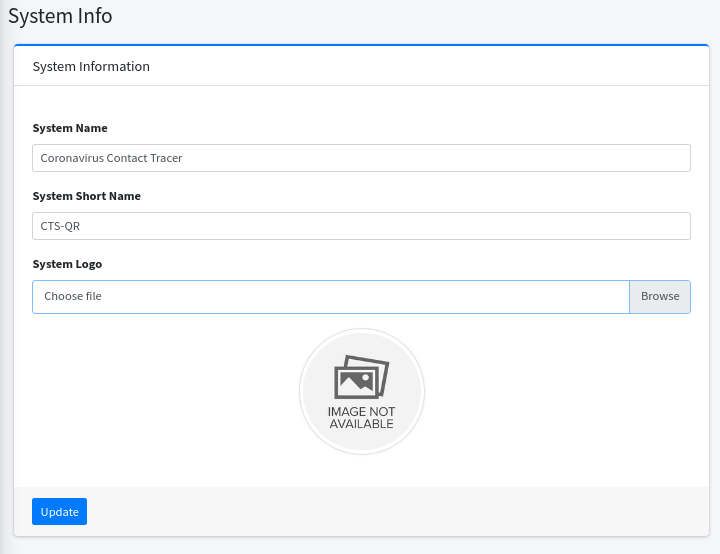 System Info
System Information
System Name
Coronavirus Contact Tracer
System Short Name
CTS-QR
System Logo
Choose file
Browse
IMAGE NOT
AVAILABLE
Update